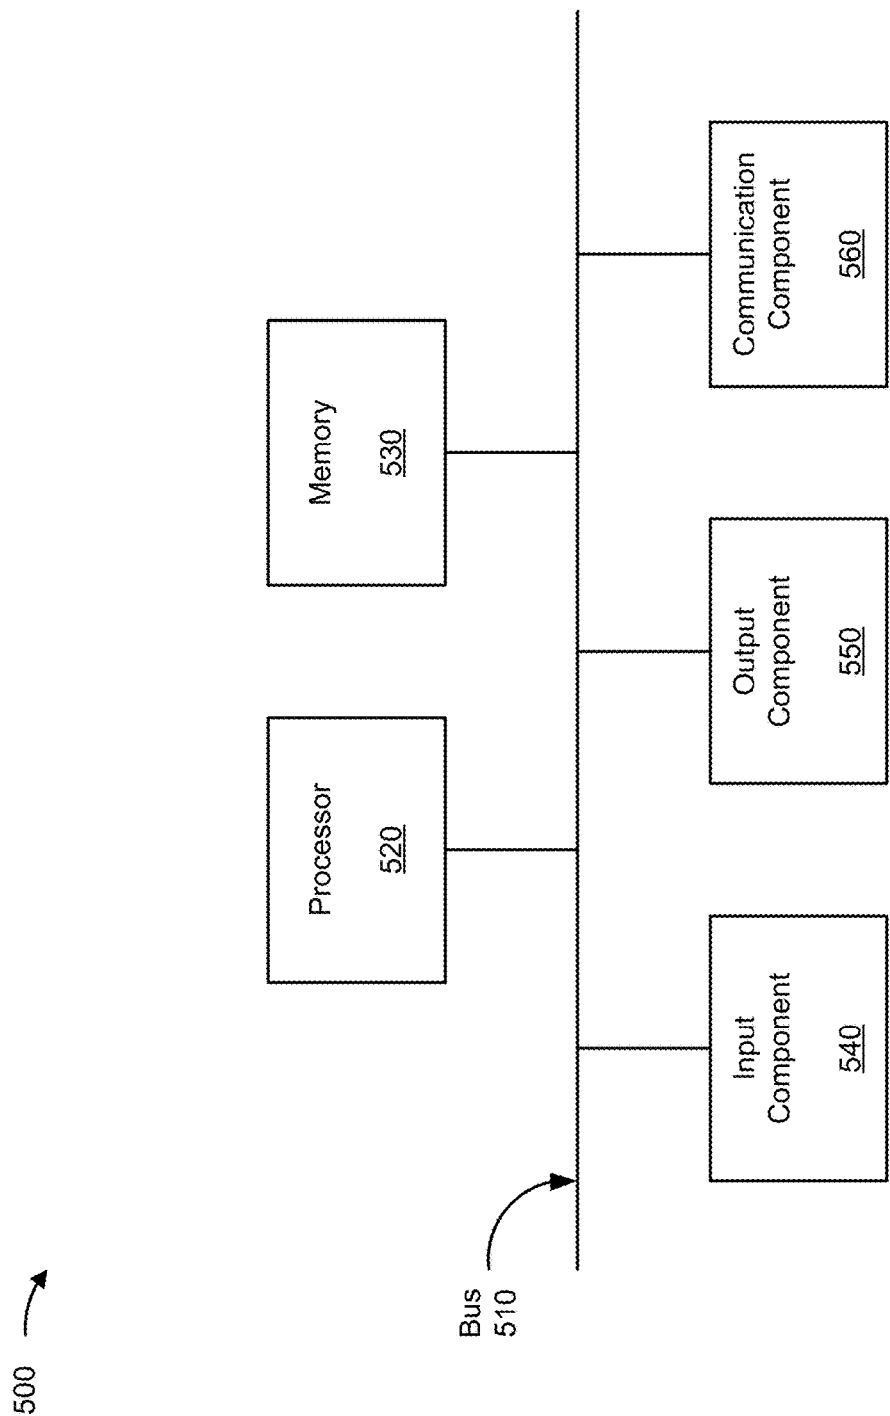 500
Bus
510
Processor
520
Memory
530
Input
Component
540
Output
Component
550
Communication
Component
560